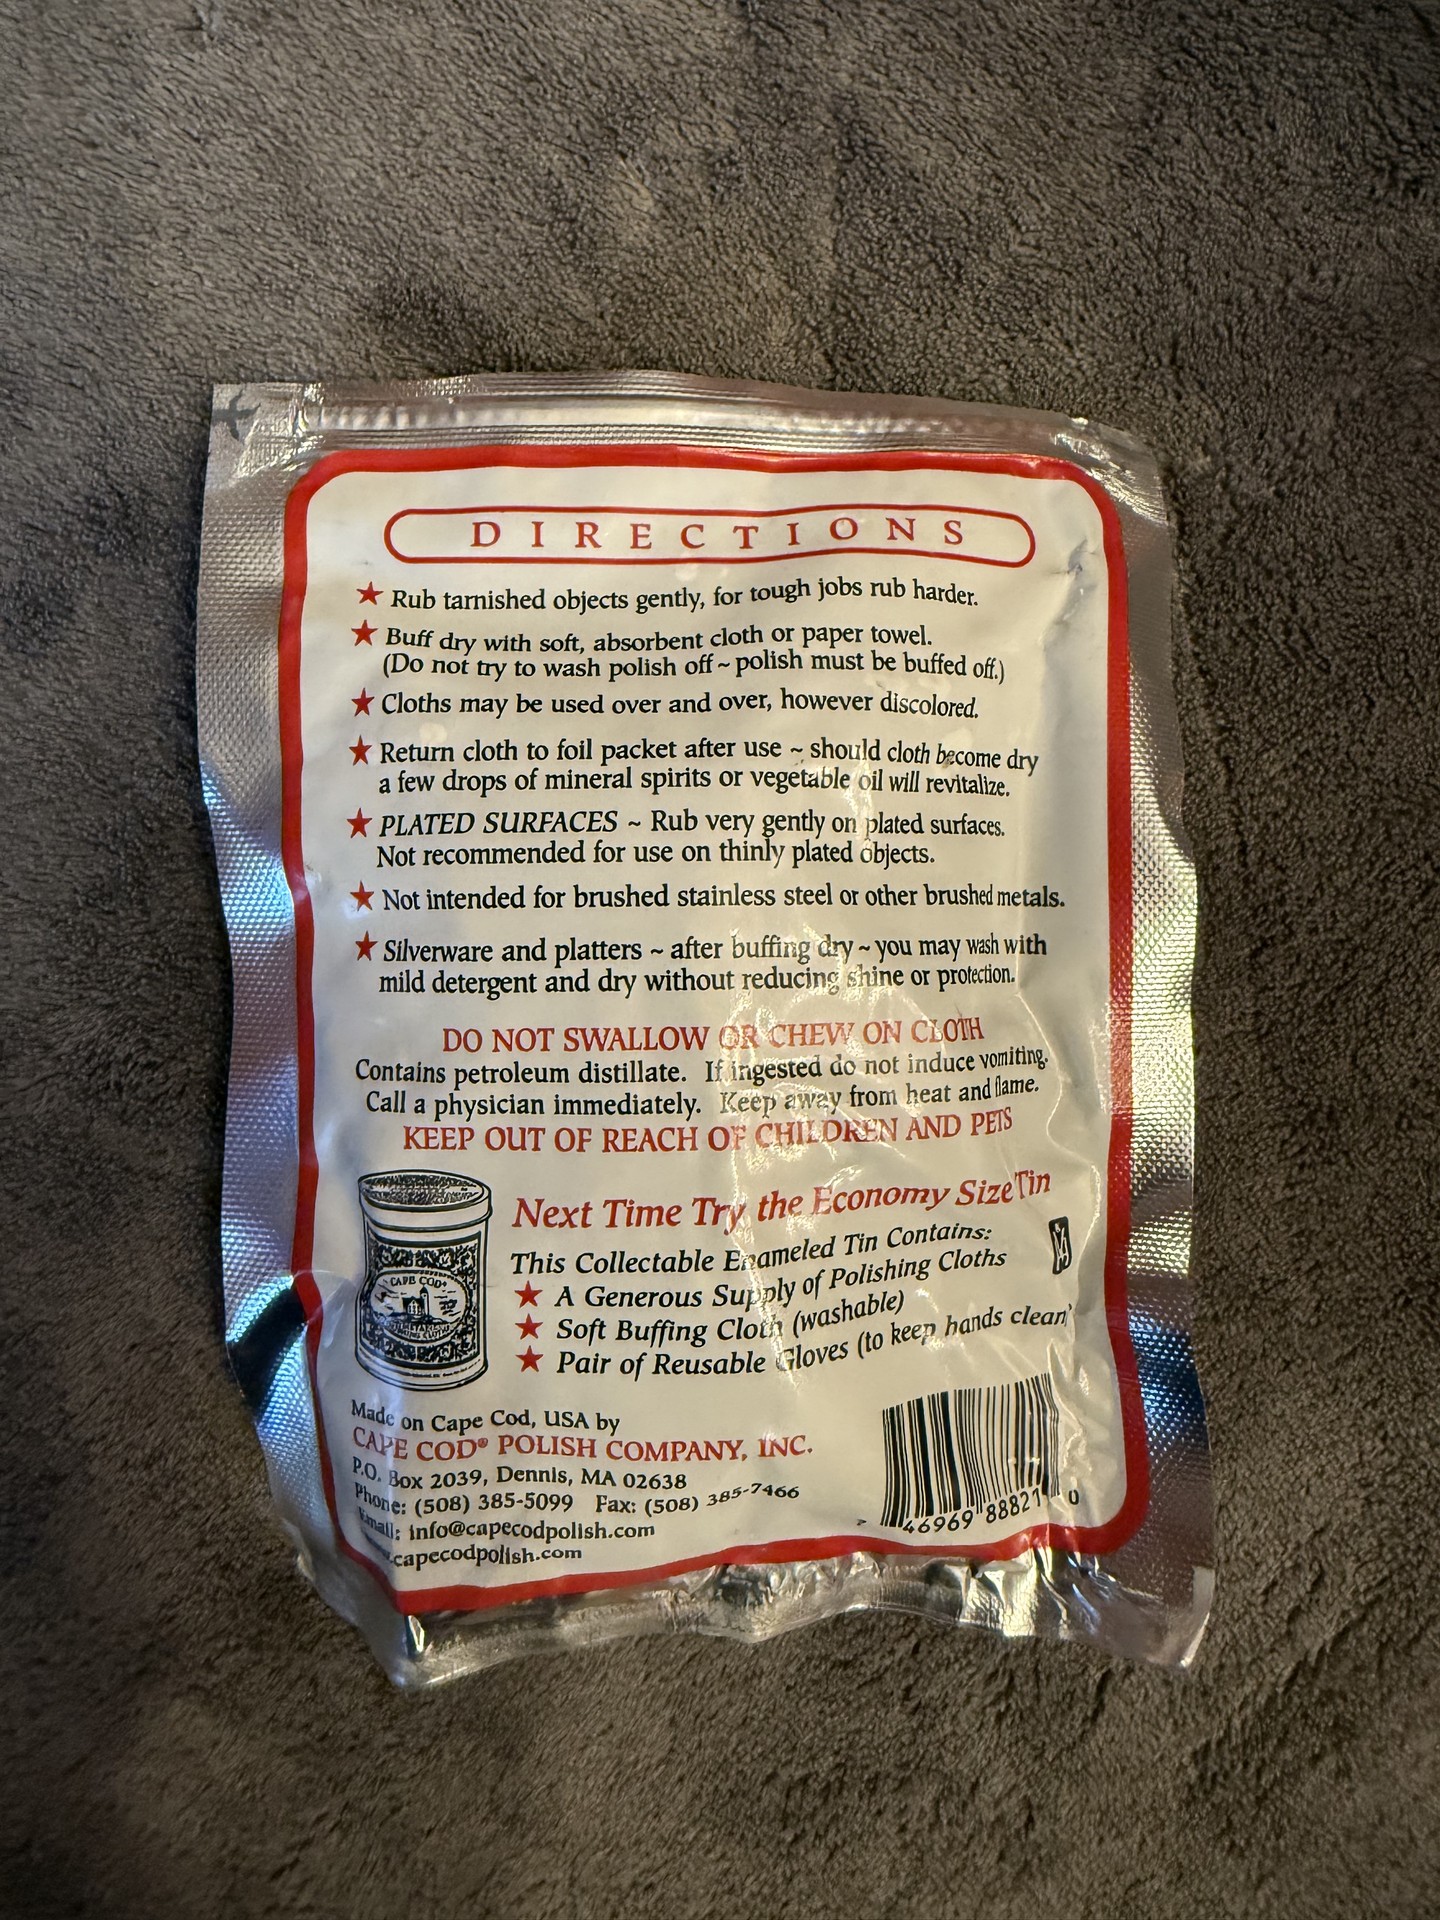 DIRECTIONS
★ Rub tarnished objects gently, for tough jobs rub harder.
★ Buff dry with soft, absorbent cloth or paper towel.
(Do not try to wash polish off ~ polish must be buffed off.)
★ Cloths may be used over and over, however discolored.
★ Return cloth to foil packet after use ~ should cloth become dry
a few drops of mineral spirits or vegetable oil will revitalize.
★ PLATED SURFACES ~ Rub very gently on plated surfaces.
Not recommended for use on thinly plated objects.
★ Not intended for brushed stainless steel or other brushed metals.
★ Silverware and platters ~ after buffing dry ~ you may wash with
mild detergent and dry without reducing shine or protection.
DO NOT SWALLOW OR CHEW ON CLOTH
Contains petroleum distillate. If ingested do not induce vomiting.
Call a physician immediately. Keep away from heat and flame.
KEEP OUT OF REACH OF CHILDREN AND PETS
Next Time Try the Economy Size Tin
This Collectable Enameled Tin Contains:
★ A Generous Supply of Polishing Cloths
★ Soft Buffing Cloth (washable)
★ Pair of Reusable Gloves (to keep hands clean)
CAPE COD®
Made on Cape Cod, USA by
CAPE COD® POLISH COMPANY, INC.
P.O. Box 2039, Dennis, MA 02638
Phone: (508) 385-5099 Fax: (508) 385-7466
Email: info@capecodpolish.com
www.capecodpolish.com
46969 88821 0